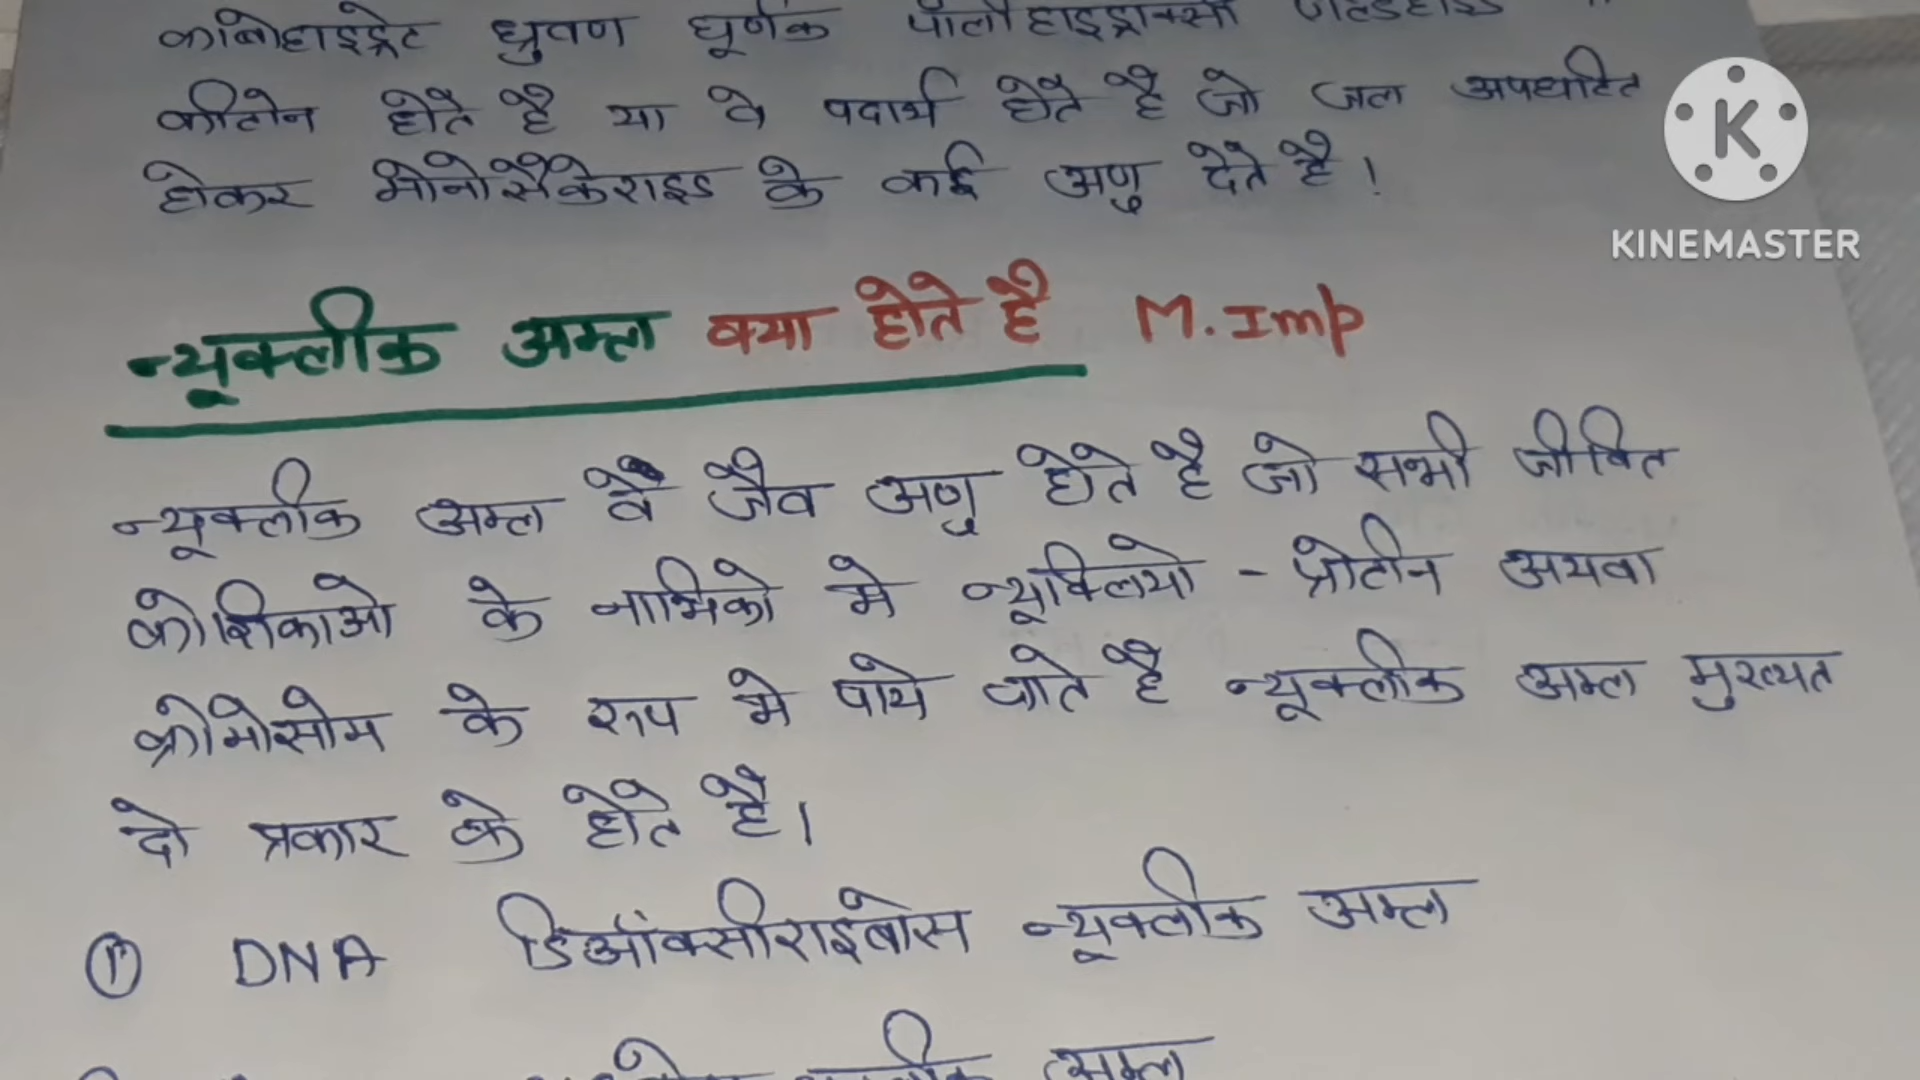 कार्बोहाइड्रेट ध्रुवण घूर्णक पॉलीहाइड्राक्सी
कीटोन होते है या वे पदार्थ होते है जो जल अपघटित
होकर मोनोसैकेराइड के कई अणु देते है!
K
KINEMASTER
न्यूक्लीक अम्ल क्या होते है M. Imp
न्यूक्लीक अम्ल वे जैव अणु होते है जो सभी जीवित
कोशिकाओ के नाभिको मे न्यूक्लियो - प्रोटीन अथवा
क्रोमोसोम के रूप मे पाये जाते है न्यूक्लीक अम्ल मुख्यत
दो प्रकार के होते है।
① DNA डिऑक्सीराइबोस न्यूक्लीक अम्ल
अम्ल